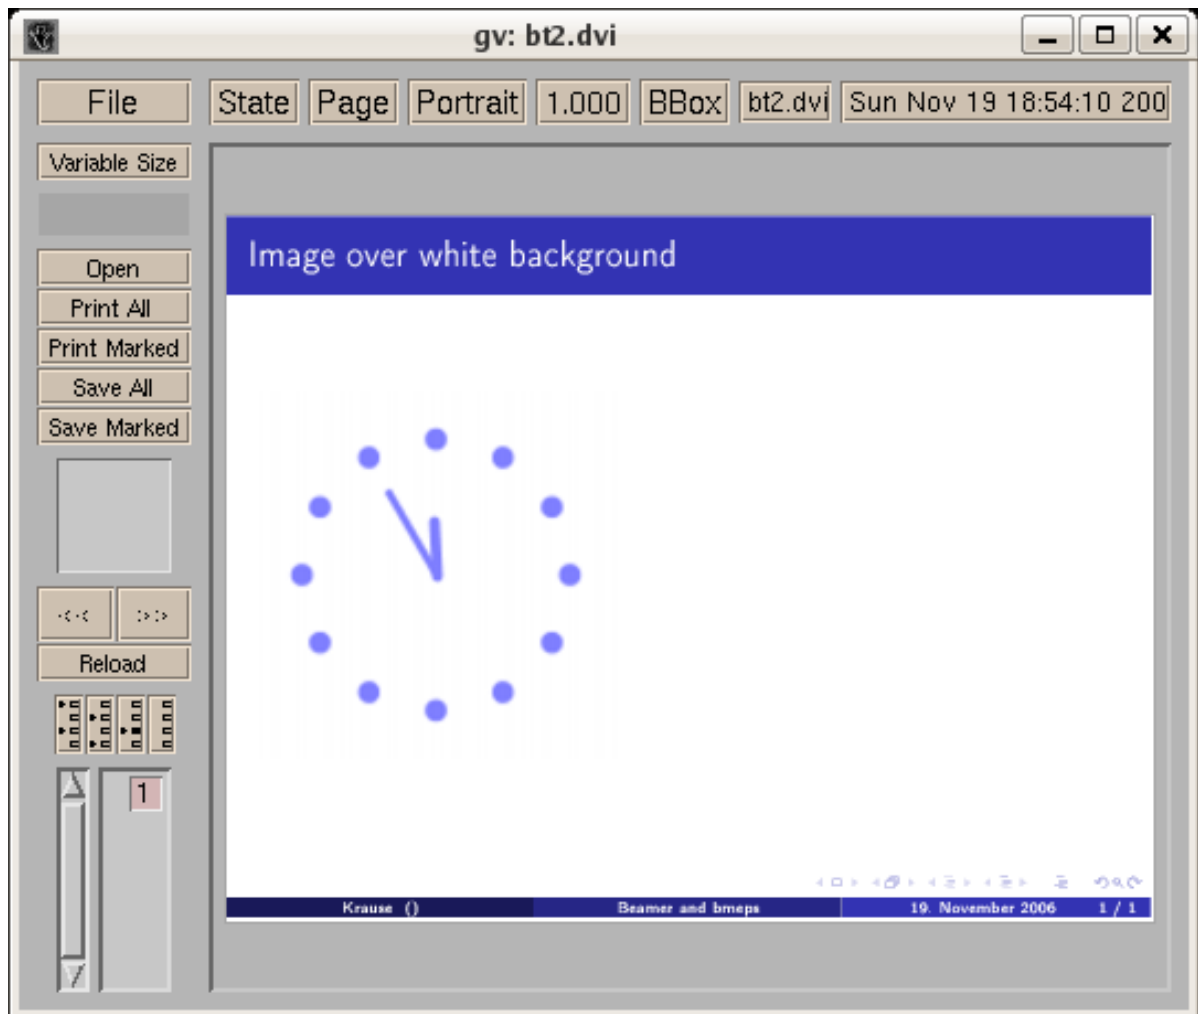 gv: bt2.dvi
File State Page Portrait 1.000 BBox bt2.dvi Sun Nov 19 18:54:10 200
Variable Size
Open
Print All
Print Marked
Save All
Save Marked
Reload
1
Image over white background
Krause () Beamer and bmeps 19. November 2006 1 / 1